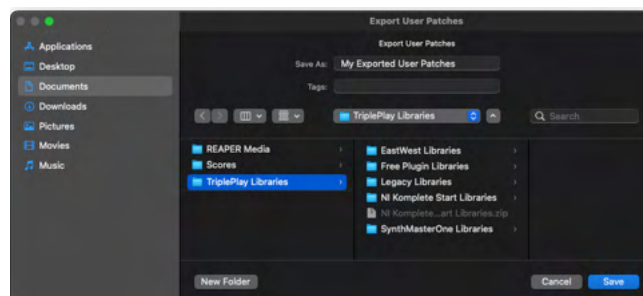 Export User Patches
Export User Patches
Save As: My Exported User Patches
Tags:
Applications
Desktop
Documents
Downloads
Pictures
Movies
Music
TriplePlay Libraries
Search
REAPER Media
Scores
TriplePlay Libraries
EastWest Libraries
Free Plugin Libraries
Legacy Libraries
NI Komplete Start Libraries
NI Komplete...art Libraries.zip
SynthMasterOne Libraries
New Folder
Cancel
Save